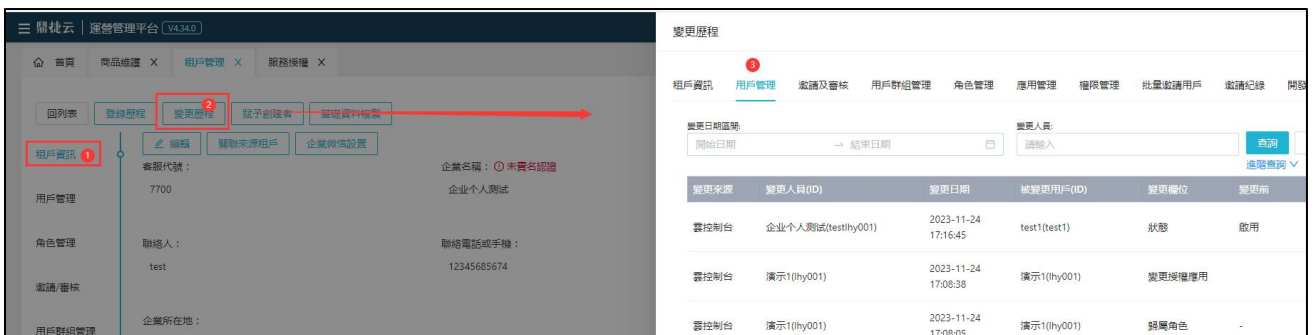 鼎捷云 | 運營管理平台 V4.34.0
首頁 商品維護 X 租戶管理 X 服務授權 X
回列表 登錄歷程 變更歷程 2 賦予創建者 基礎資料複製
租戶資訊 1
編輯 關聯來源租戶 企業微信設置
客服代號： 企業名稱： 未實名認證
7700 企业个人测试
用戶管理
角色管理
聯絡人： 聯絡電話或手機：
test 12345685674
邀請/審核
企業所在地：
用戶群組管理
變更歷程
3
租戶資訊 用戶管理 邀請及審核 用戶群組管理 角色管理 應用管理 權限管理 批量邀請用戶 邀請紀錄 開發
變更日期區間: 變更人員:
開始日期 → 結束日期 請輸入 查詢
進階查詢
變更來源 變更人員(ID) 變更日期 被變更用戶(ID) 變更欄位 變更前
雲控制台 企业个人测试(testlhy001) 2023-11-24 17:16:45 test1(test1) 狀態 啟用
雲控制台 演示1(lhy001) 2023-11-24 17:08:38 演示1(lhy001) 變更授權應用
雲控制台 演示1(lhy001) 2023-11-24 17:08:05 演示1(lhy001) 歸屬角色 -